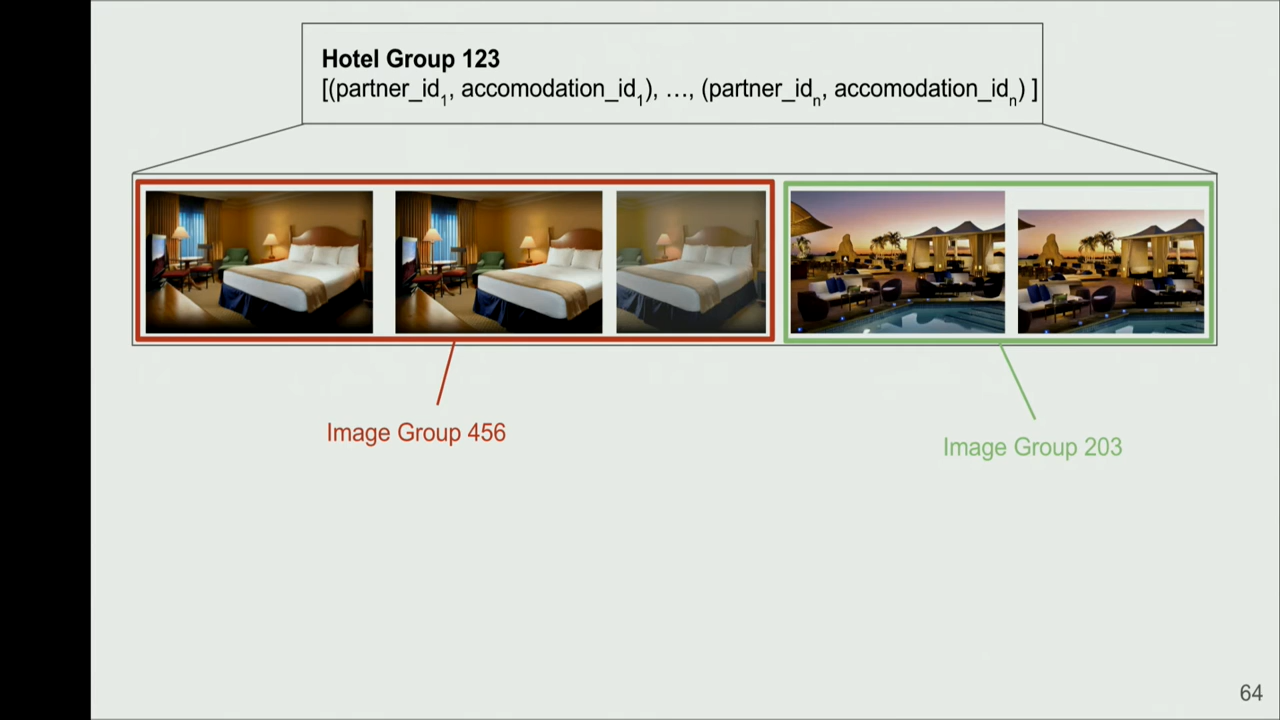 Hotel Group 123
[(partner_id₁, accomodation_id₁), …, (partner_idₙ, accomodation_idₙ) ]
Image Group 456
Image Group 203
64